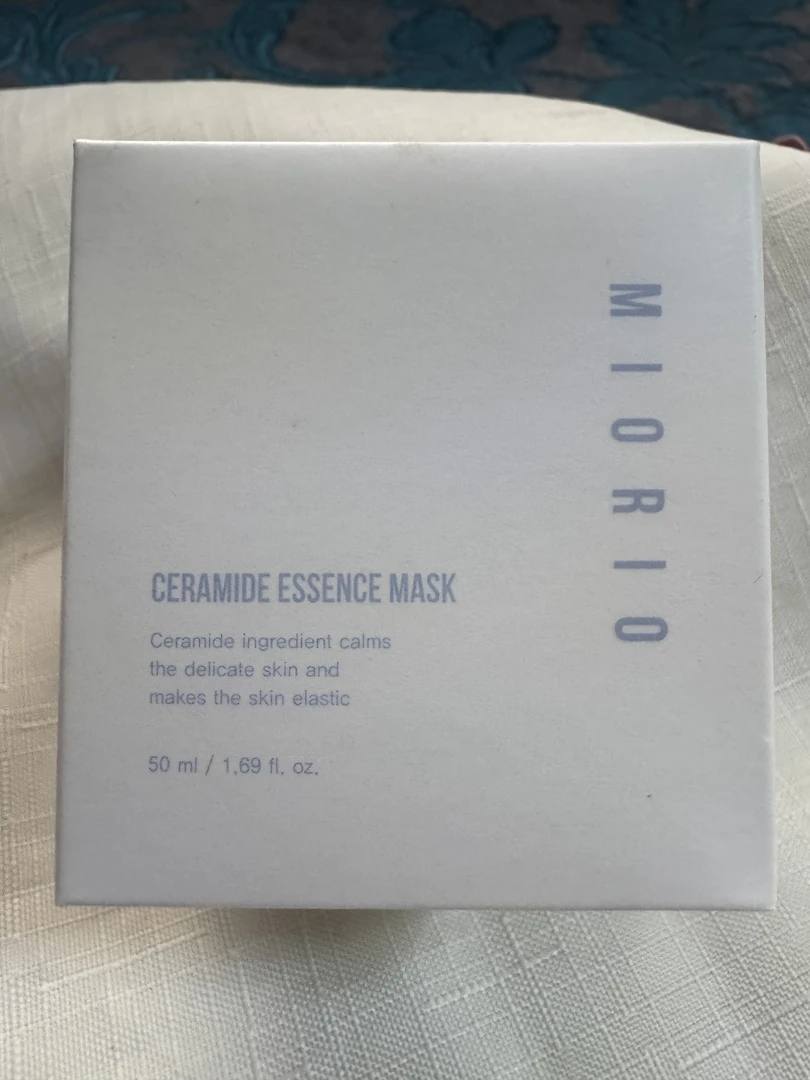 MIORIO
CERAMIDE ESSENCE MASK
Ceramide ingredient calms
the delicate skin and
makes the skin elastic
50 ml / 1.69 fl. oz.